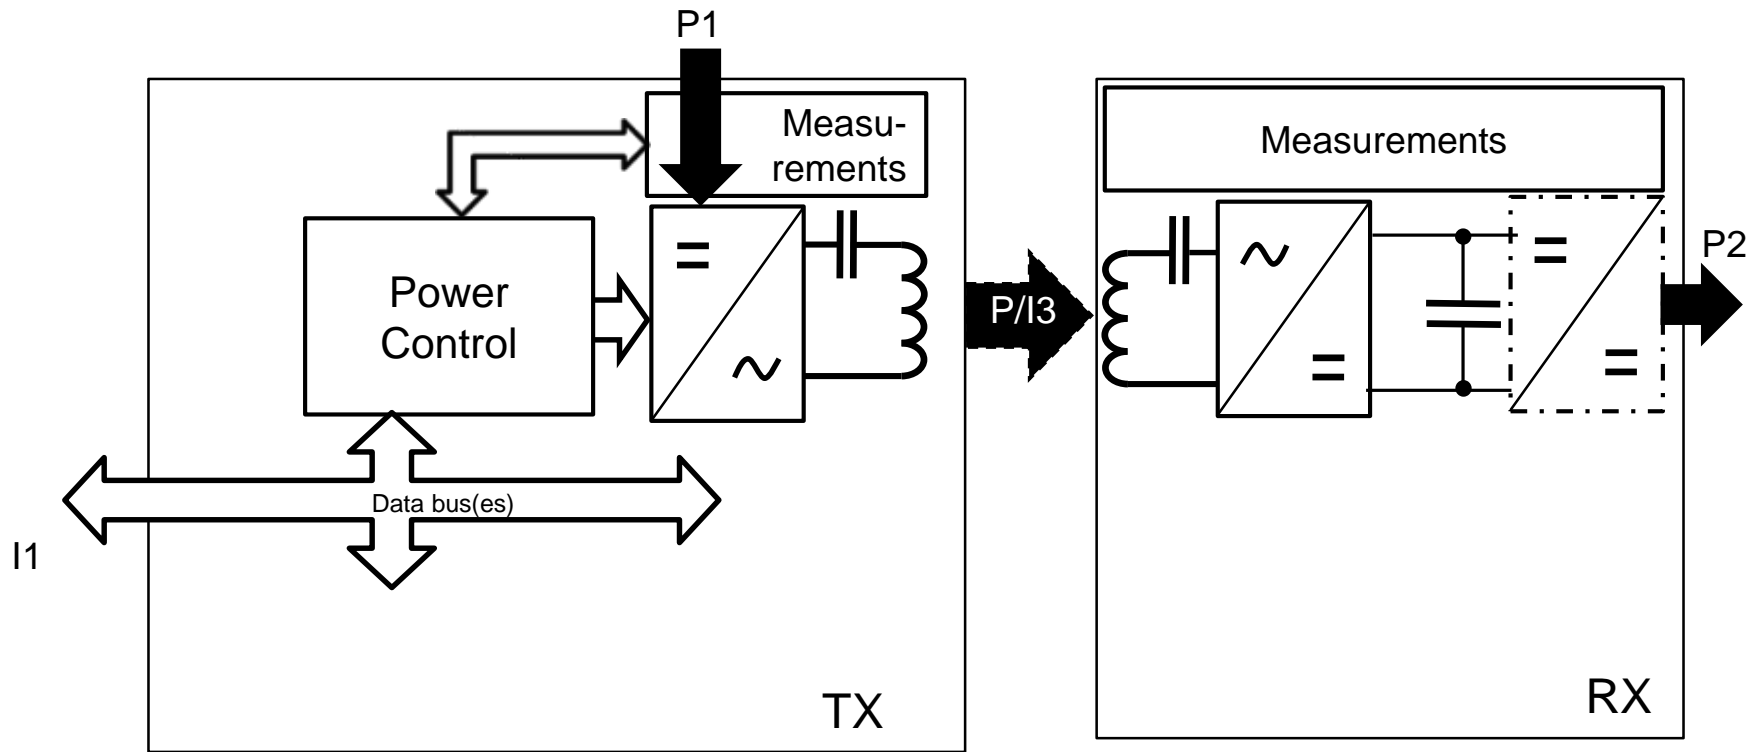 P1
Measu-
rements
Measurements
Power
Control
P/I3
P2
Data bus(es)
I1
TX
RX